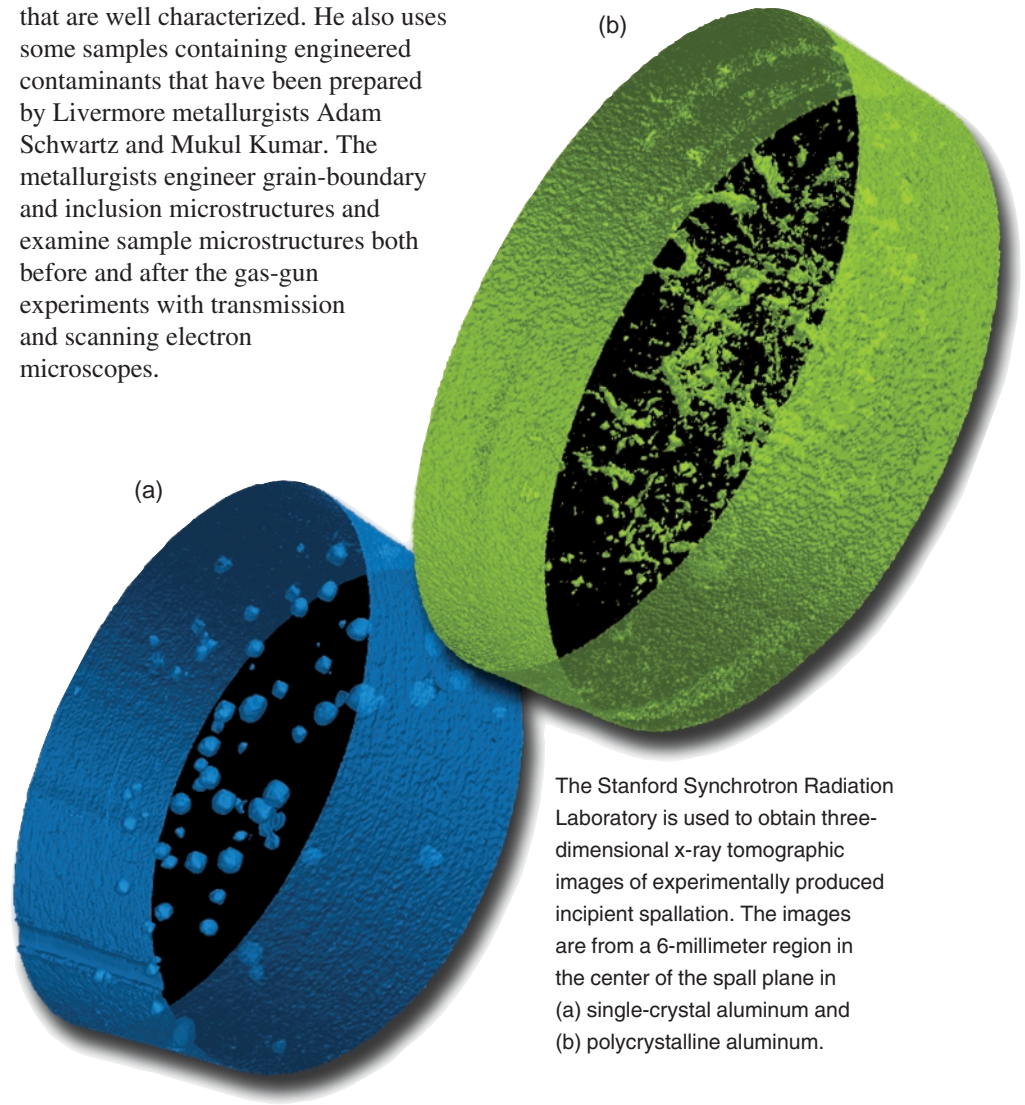 that are well characterized. He also uses
some samples containing engineered
contaminants that have been prepared
by Livermore metallurgists Adam
Schwartz and Mukul Kumar. The
metallurgists engineer grain-boundary
and inclusion microstructures and
examine sample microstructures both
before and after the gas-gun
experiments with transmission
and scanning electron
microscopes.
(b)
(a)
The Stanford Synchrotron Radiation
Laboratory is used to obtain three-
dimensional x-ray tomographic
images of experimentally produced
incipient spallation. The images
are from a 6-millimeter region in
the center of the spall plane in
(a) single-crystal aluminum and
(b) polycrystalline aluminum.